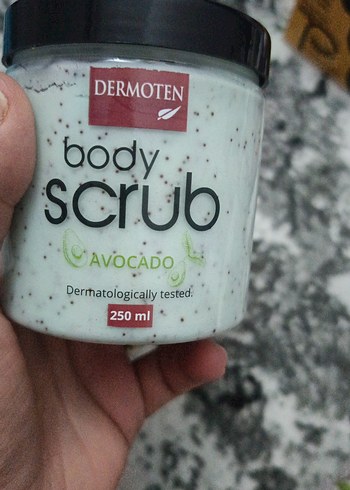 DERMOTEN
body
scrub
AVOCADO
Dermatologically tested.
250 ml